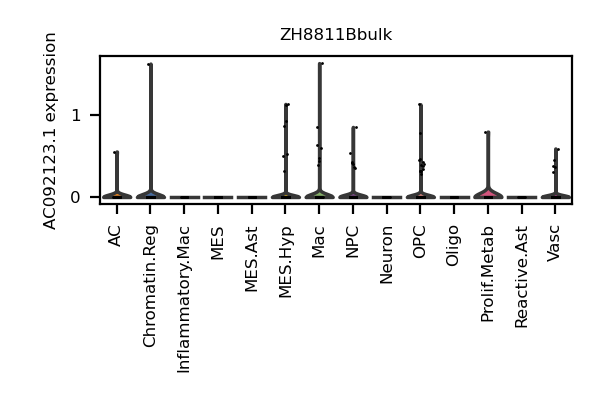 ZH8811Bbulk
AC092123.1 expression
1
0
AC
Chromatin.Reg
Inflammatory.Mac
MES
MES.Ast
MES.Hyp
Mac
NPC
Neuron
OPC
Oligo
Prolif.Metab
Reactive.Ast
Vasc